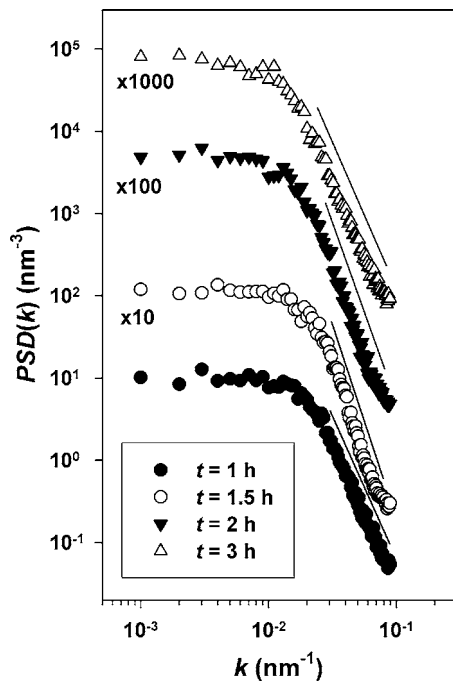 10⁵
x1000
10⁴
x100
10³
PSD(k) (nm⁻³)
10²
x10
10¹
10⁰
10⁻¹
t = 1 h
t = 1.5 h
t = 2 h
t = 3 h
10⁻³
10⁻²
10⁻¹
k (nm⁻¹)